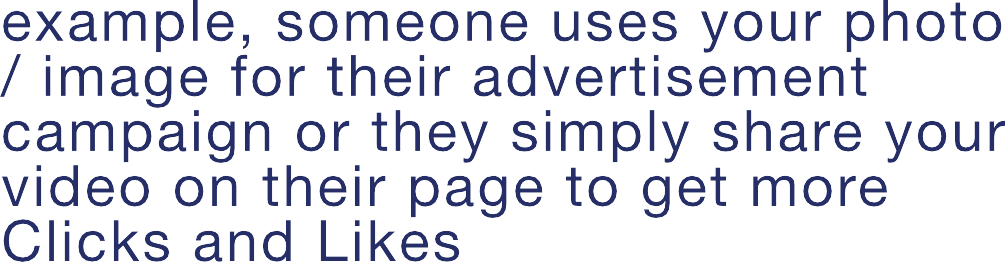 example, someone uses your photo
/ image for their advertisement
campaign or they simply share your
video on their page to get more
Clicks and Likes